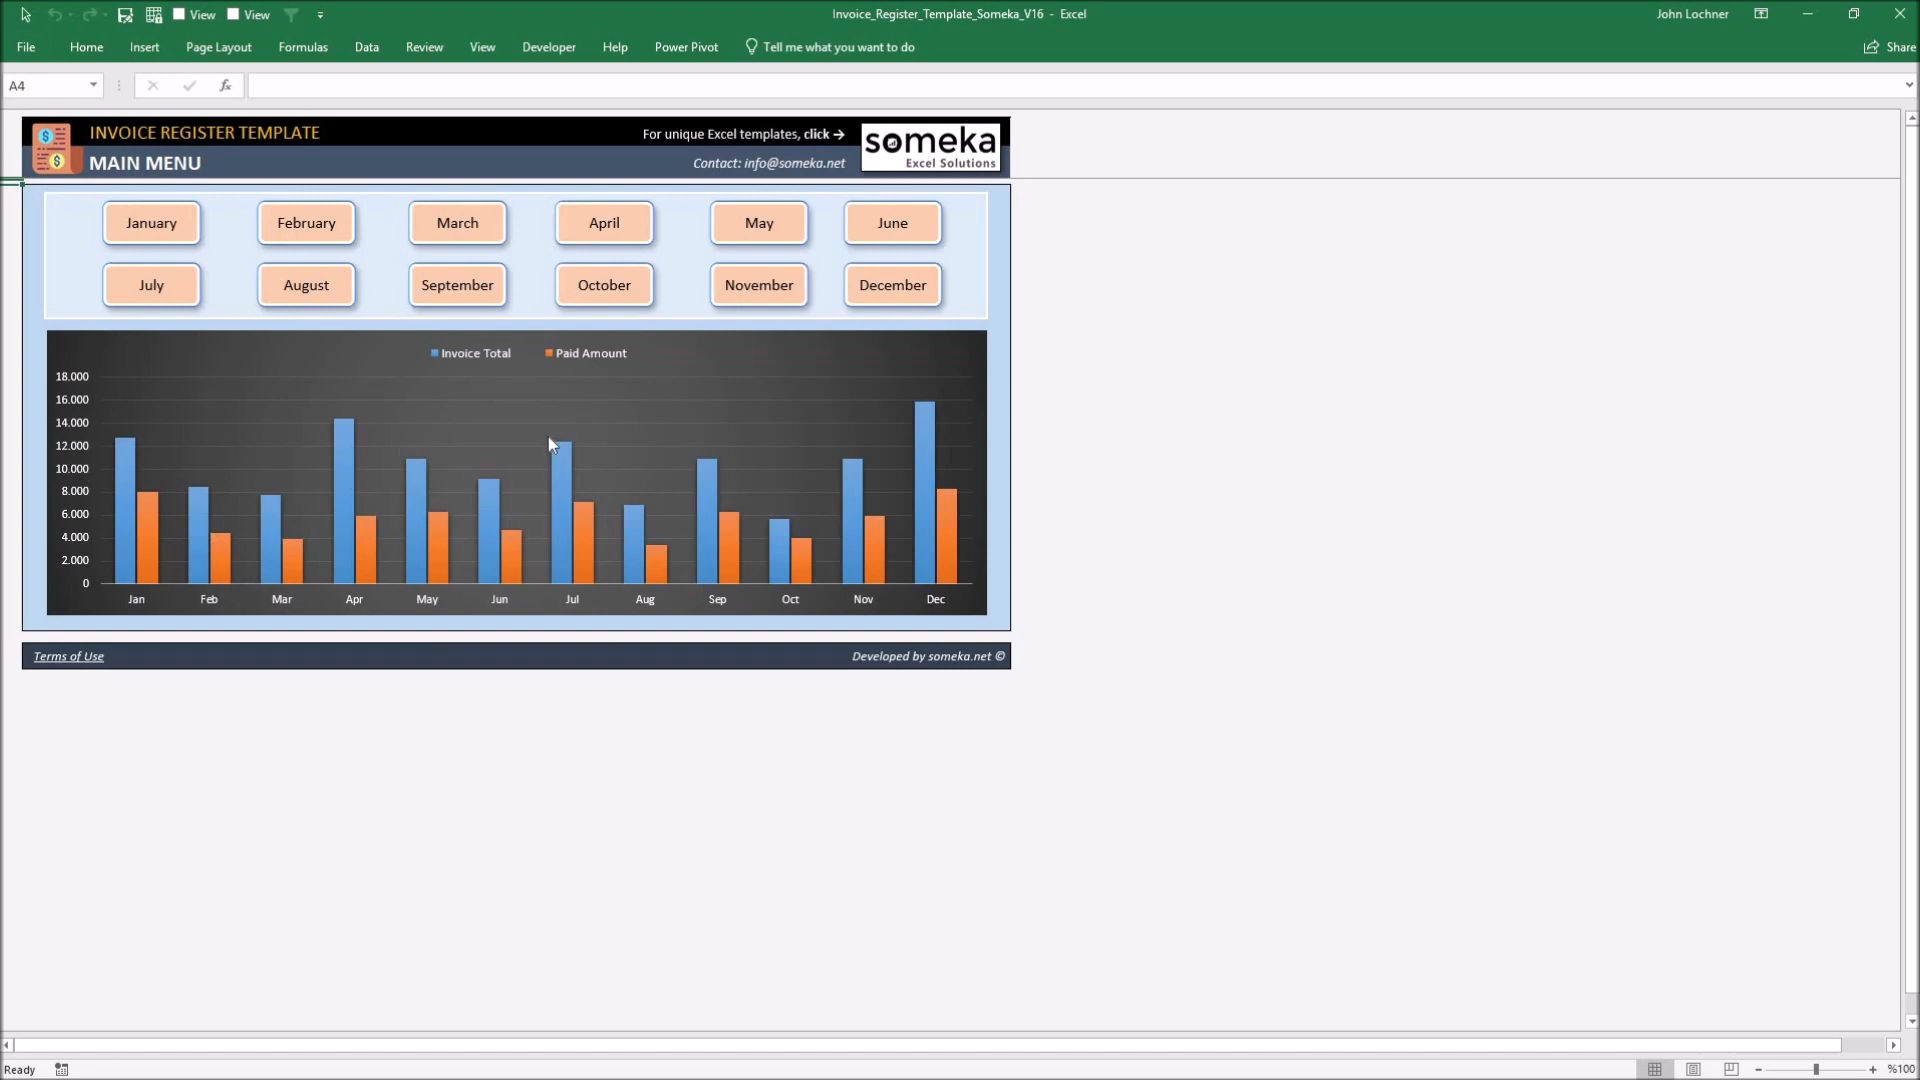 View View Invoice_Register_Template_Someka_V16 - Excel John Lochner
File Home Insert Page Layout Formulas Data Review View Developer Help Power Pivot Tell me what you want to do Share
A4 fx
INVOICE REGISTER TEMPLATE
MAIN MENU
For unique Excel templates, click →
Contact: info@someka.net
someka
Excel Solutions
January February March April May June
July August September October November December
Invoice Total Paid Amount
18.000
16.000
14.000
12.000
10.000
8.000
6.000
4.000
2.000
0
Jan Feb Mar Apr May Jun Jul Aug Sep Oct Nov Dec
Terms of Use Developed by someka.net ©
Ready %100